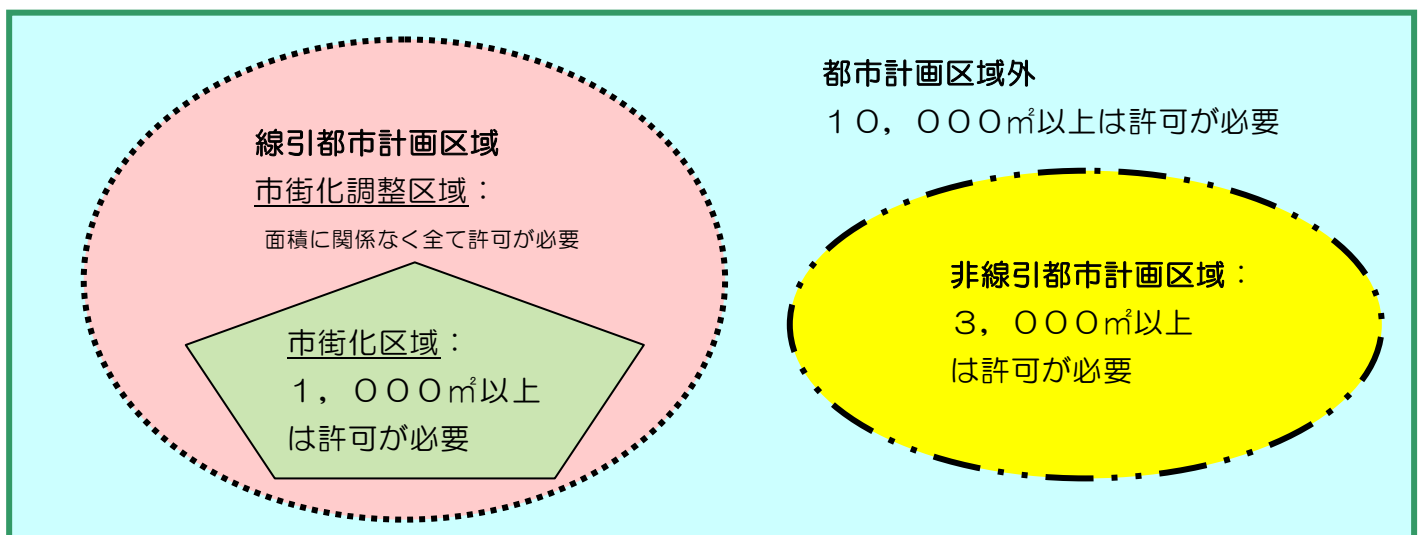 線引都市計画区域
市街化調整区域：
面積に関係なく全て許可が必要
市街化区域：
１，０００㎡以上
は許可が必要
都市計画区域外
１０，０００㎡以上は許可が必要
非線引都市計画区域：
３，０００㎡以上
は許可が必要